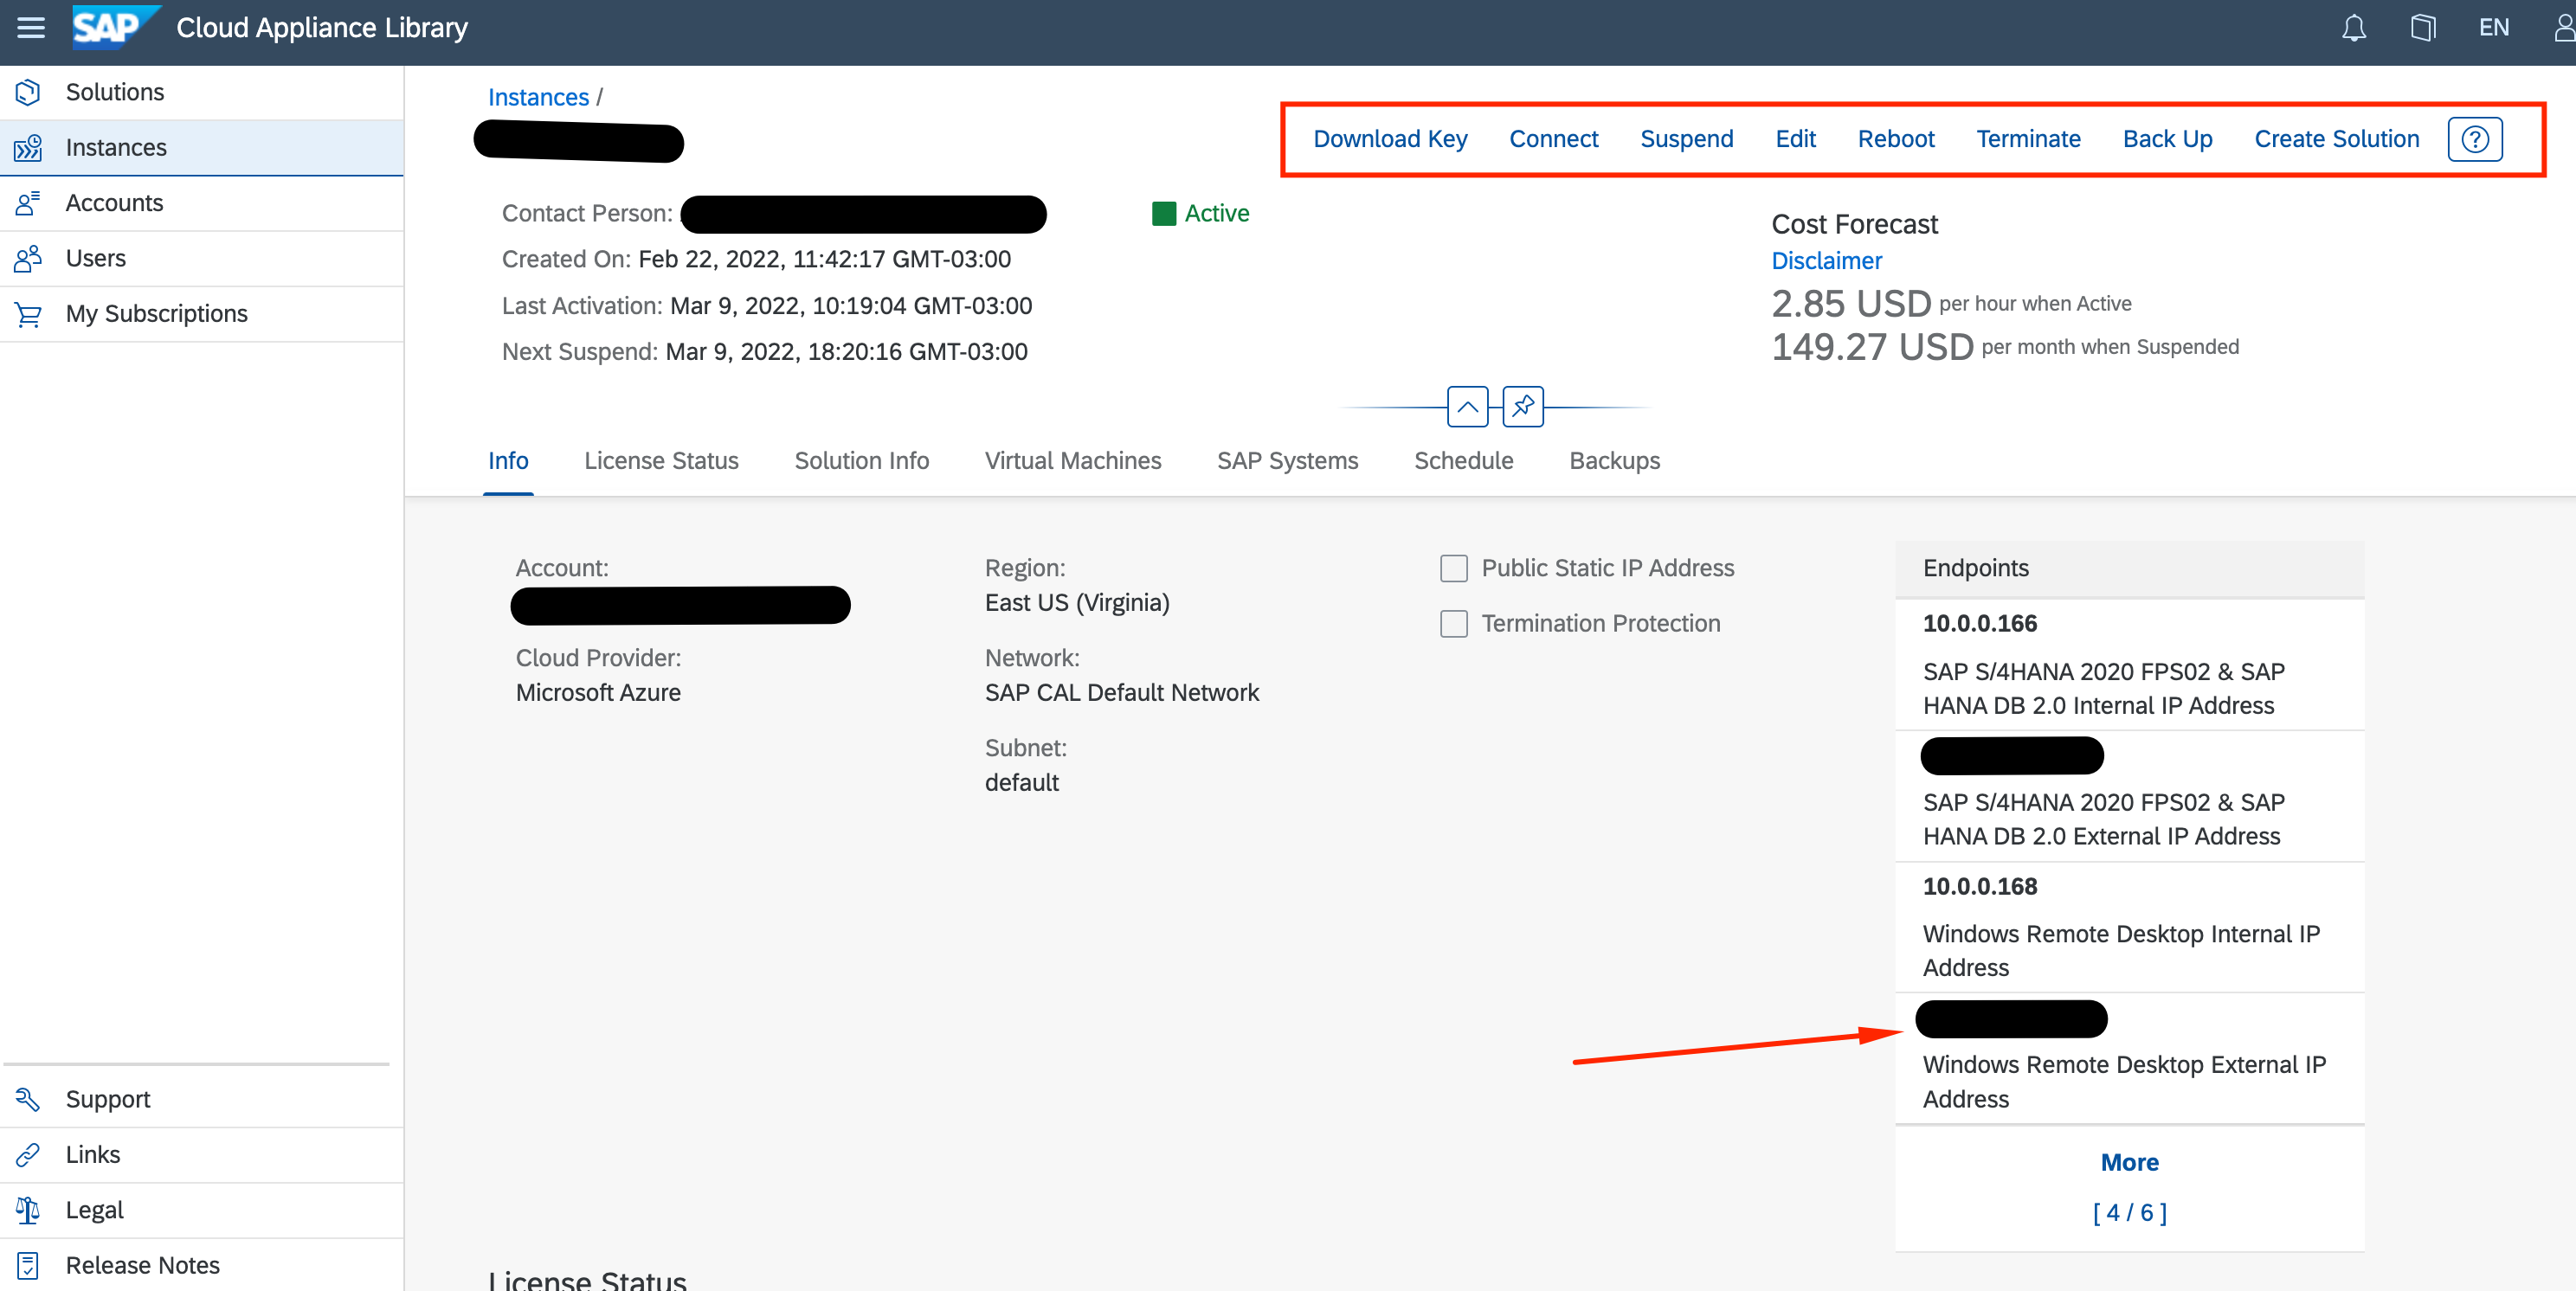 SAP Cloud Appliance Library
EN
Solutions
Instances
Accounts
Users
My Subscriptions
Support
Links
Legal
Release Notes
Instances /
Download Key Connect Suspend Edit Reboot Terminate Back Up Create Solution ?
Contact Person:
Active
Created On: Feb 22, 2022, 11:42:17 GMT-03:00
Last Activation: Mar 9, 2022, 10:19:04 GMT-03:00
Next Suspend: Mar 9, 2022, 18:20:16 GMT-03:00
Cost Forecast
Disclaimer
2.85 USD per hour when Active
149.27 USD per month when Suspended
Info License Status Solution Info Virtual Machines SAP Systems Schedule Backups
Account:
Cloud Provider:
Microsoft Azure
Region:
East US (Virginia)
Network:
SAP CAL Default Network
Subnet:
default
Public Static IP Address
Termination Protection
Endpoints
10.0.0.166
SAP S/4HANA 2020 FPS02 & SAP
HANA DB 2.0 Internal IP Address
SAP S/4HANA 2020 FPS02 & SAP
HANA DB 2.0 External IP Address
10.0.0.168
Windows Remote Desktop Internal IP
Address
Windows Remote Desktop External IP
Address
More
[ 4 / 6 ]
License Status